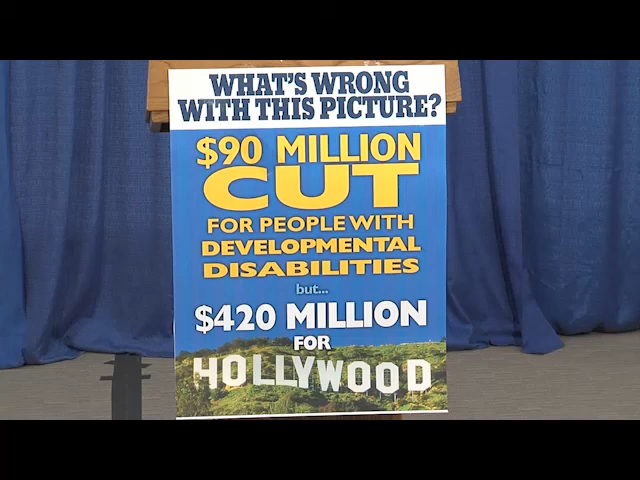 WHAT'S WRONG
WITH THIS PICTURE?
$90 MILLION
CUT
FOR PEOPLE WITH
DEVELOPMENTAL
DISABILITIES
but...
$420 MILLION
FOR
HOLLYWOOD